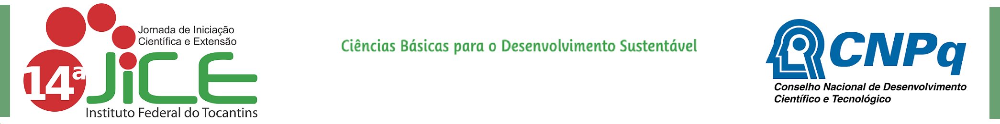 Jornada de Iniciação
Científica e Extensão
14ª
JiCE
Instituto Federal do Tocantins
Ciências Básicas para o Desenvolvimento Sustentável
CNPq
Conselho Nacional de Desenvolvimento
Científico e Tecnológico